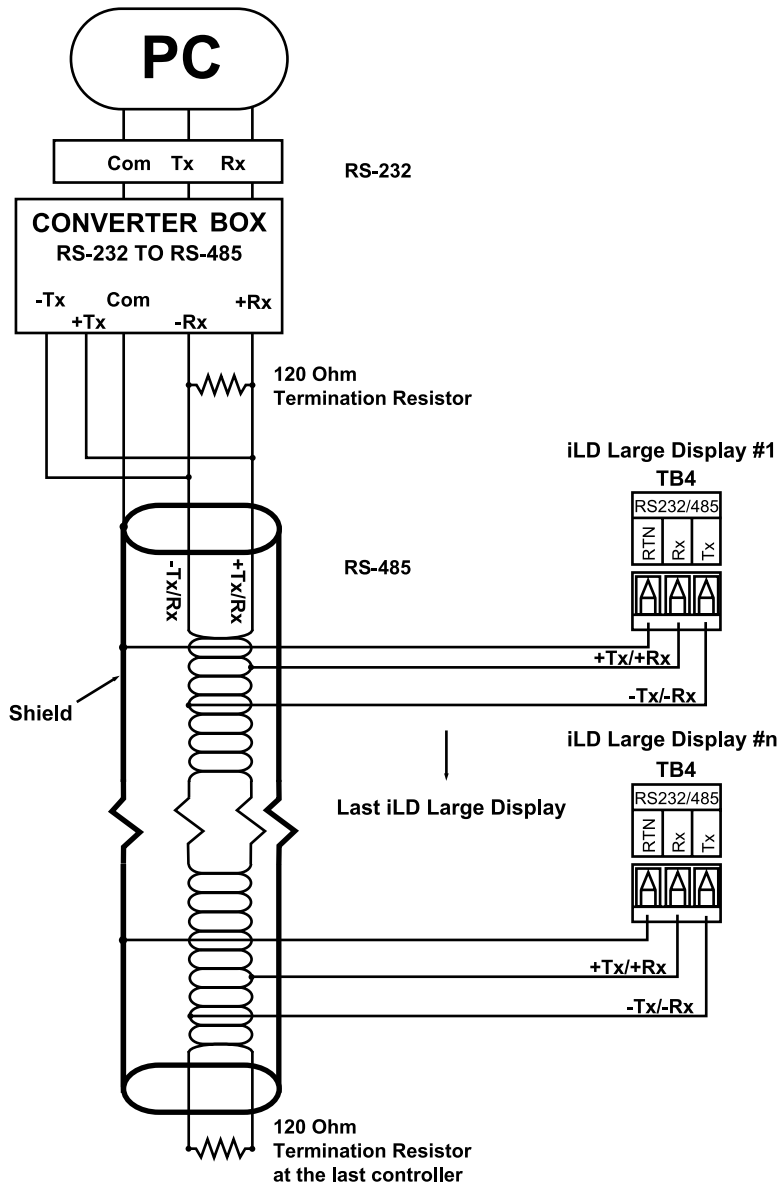 PC
Com Tx Rx
RS-232
CONVERTER BOX
RS-232 TO RS-485
-Tx Com +Rx
+Tx -Rx
120 Ohm
Termination Resistor
iLD Large Display #1
TB4
RS232/485
RTN Rx Tx
RS-485
-Tx/Rx
+Tx/Rx
+Tx/+Rx
-Tx/-Rx
Shield
iLD Large Display #n
TB4
RS232/485
RTN Rx Tx
Last iLD Large Display
+Tx/+Rx
-Tx/-Rx
120 Ohm
Termination Resistor
at the last controller